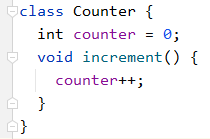 class Counter {
int counter = 0;
void increment() {
counter++;
}
}